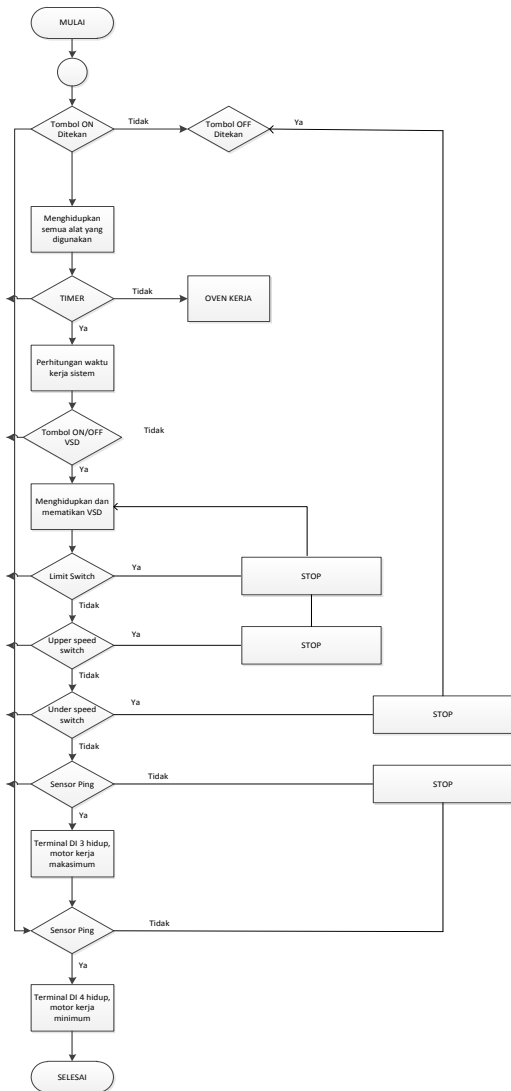 MULAI
Tombol ON
Ditekan
Tidak
Tombol OFF
Ditekan
Ya
Menghidupkan
semua alat yang
digunakan
TIMER
Tidak
OVEN KERJA
Ya
Perhitungan waktu
kerja sistem
Tombol ON/OFF
VSD
Tidak
Ya
Menghidupkan dan
mematikan VSD
Limit Switch
Ya
STOP
Tidak
Upper speed
switch
Ya
STOP
Tidak
Under speed
switch
Ya
STOP
Tidak
Sensor Ping
Tidak
STOP
Ya
Terminal DI 3 hidup,
motor kerja
makasimum
Sensor Ping
Tidak
Ya
Terminal DI 4 hidup,
motor kerja
minimum
SELESAI